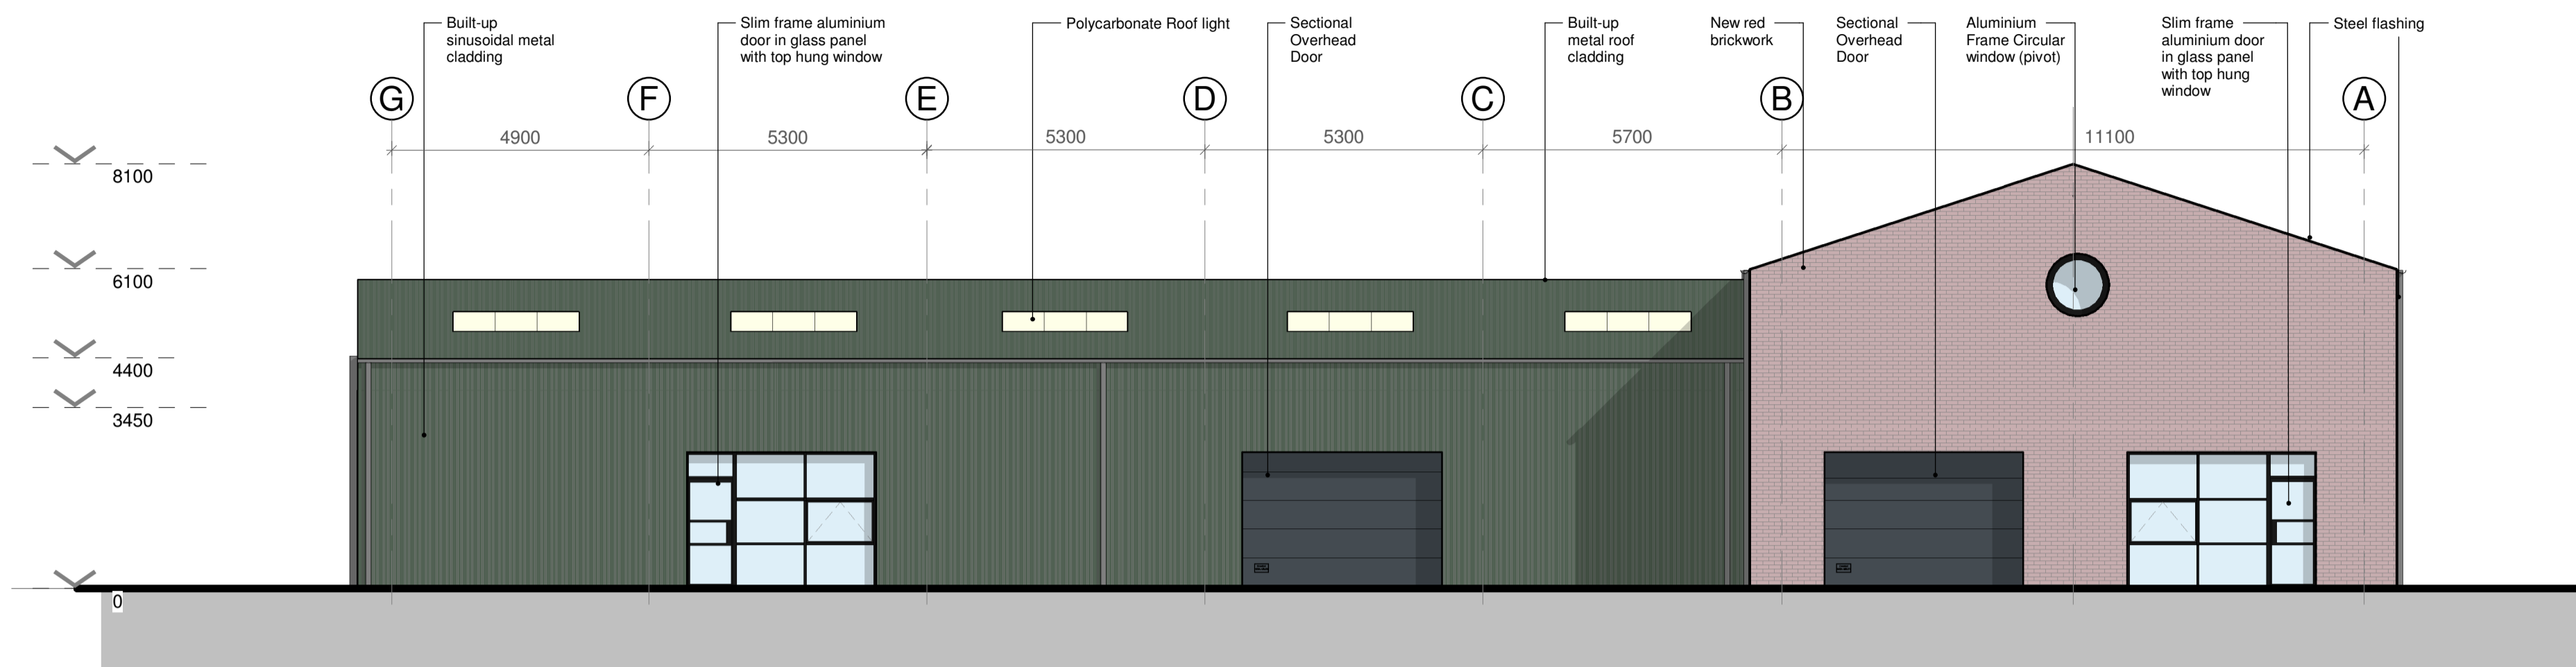 Built-up
sinusoidal metal
cladding
Slim frame aluminium
door in glass panel
with top hung window
Polycarbonate Roof light
Sectional
Overhead
Door
Built-up
metal roof
cladding
New red
brickwork
Sectional
Overhead
Door
Aluminium
Frame Circular
window (pivot)
Slim frame
aluminium door
in glass panel
with top hung
window
Steel flashing
G
F
E
D
C
B
A
4900
5300
5300
5300
5700
11100
8100
6100
4400
3450
0